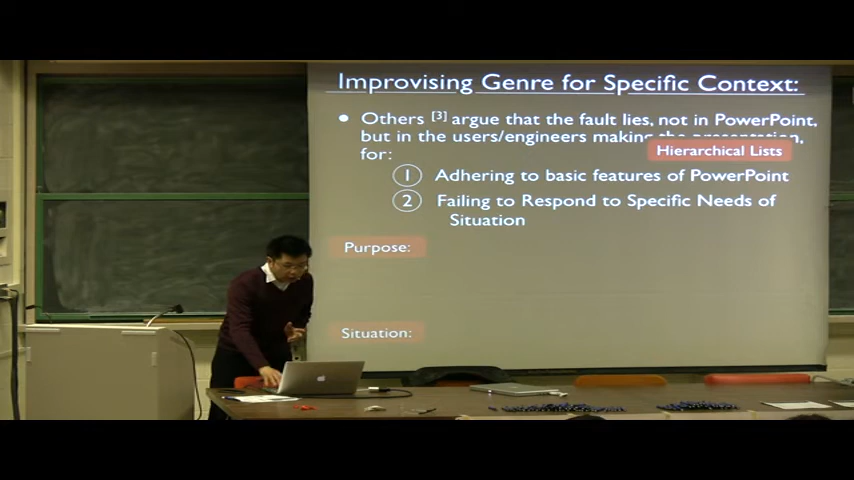 Improvising Genre for Specific Context:
• Others [3] argue that the fault lies, not in PowerPoint,
but in the users/engineers making the presentation,
for:
Hierarchical Lists
1 Adhering to basic features of PowerPoint
2 Failing to Respond to Specific Needs of
Situation
Purpose:
Situation: